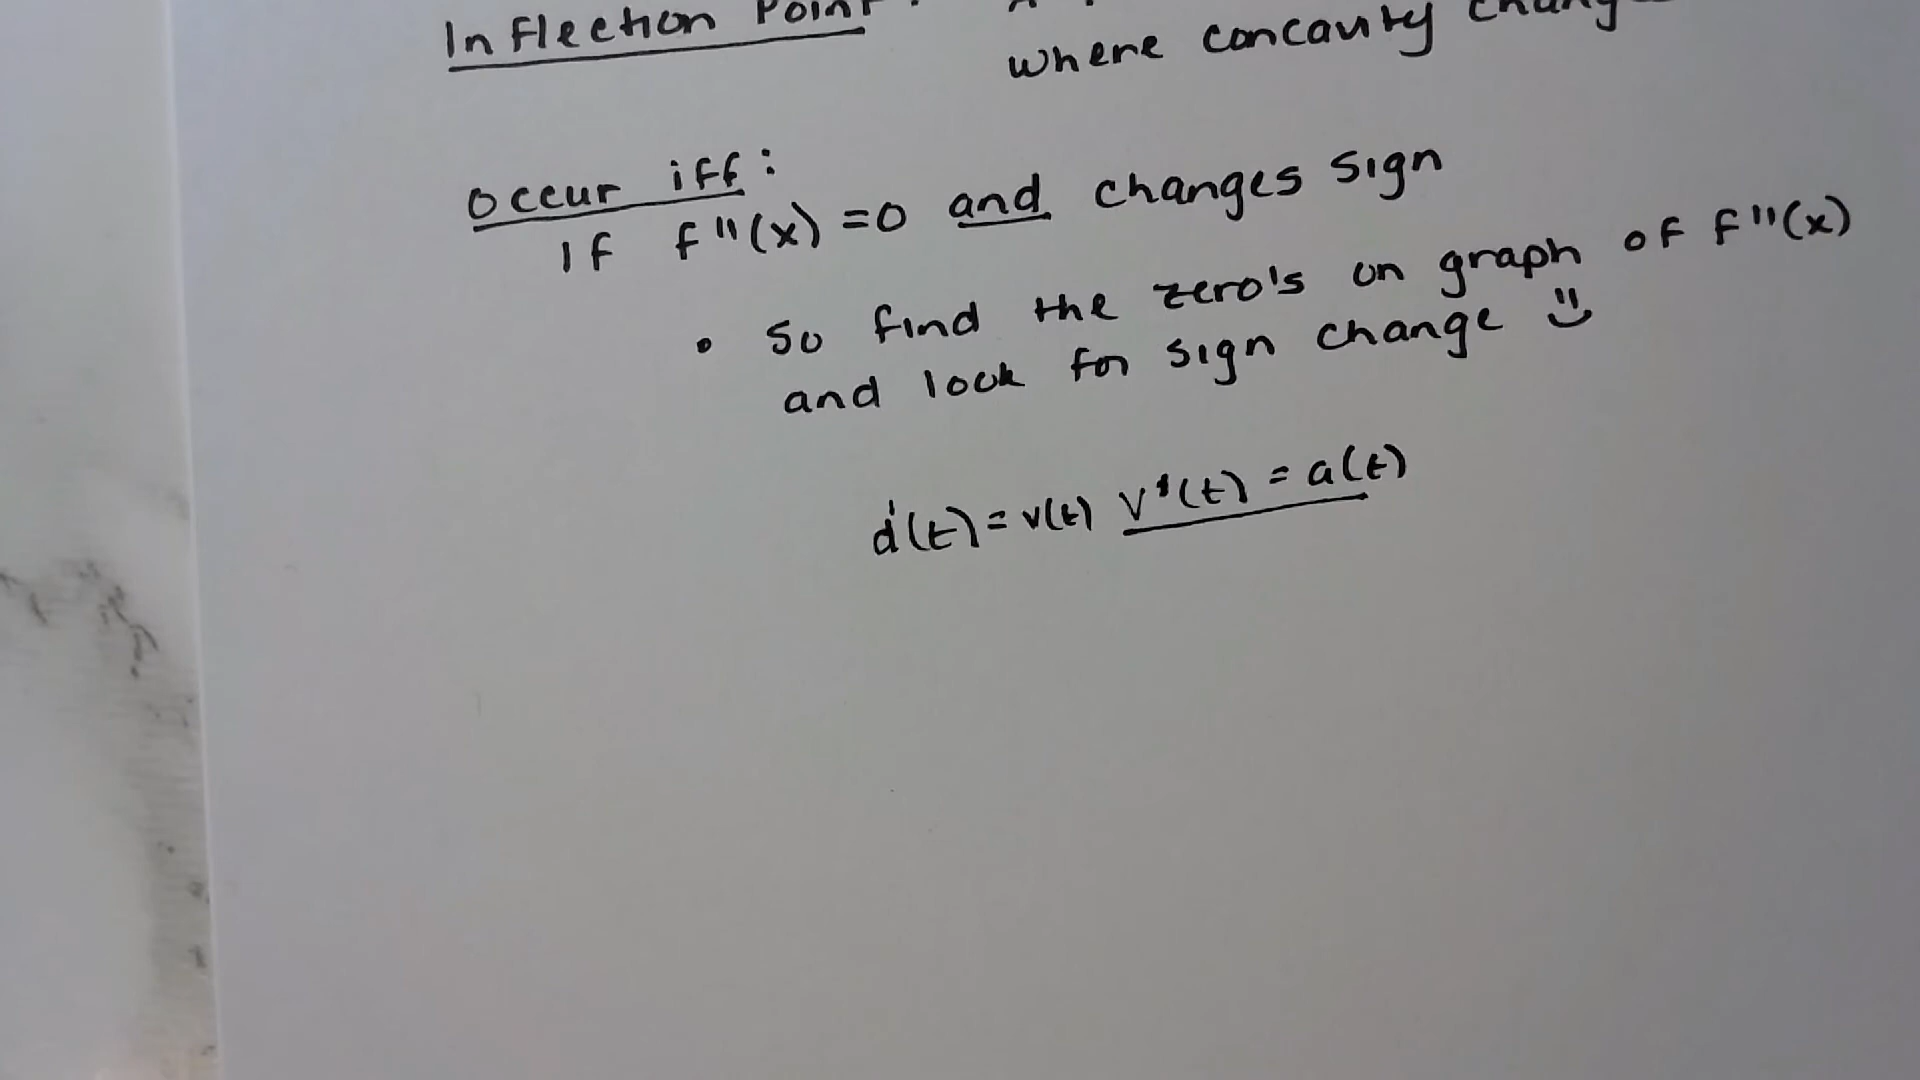 Inflection Point:
where concavity
occur iff:
If f''(x) =0 and changes sign
• So find the zero's on graph of f''(x)
and look for sign change
d'(t) = v(t) v'(t) = a(t)